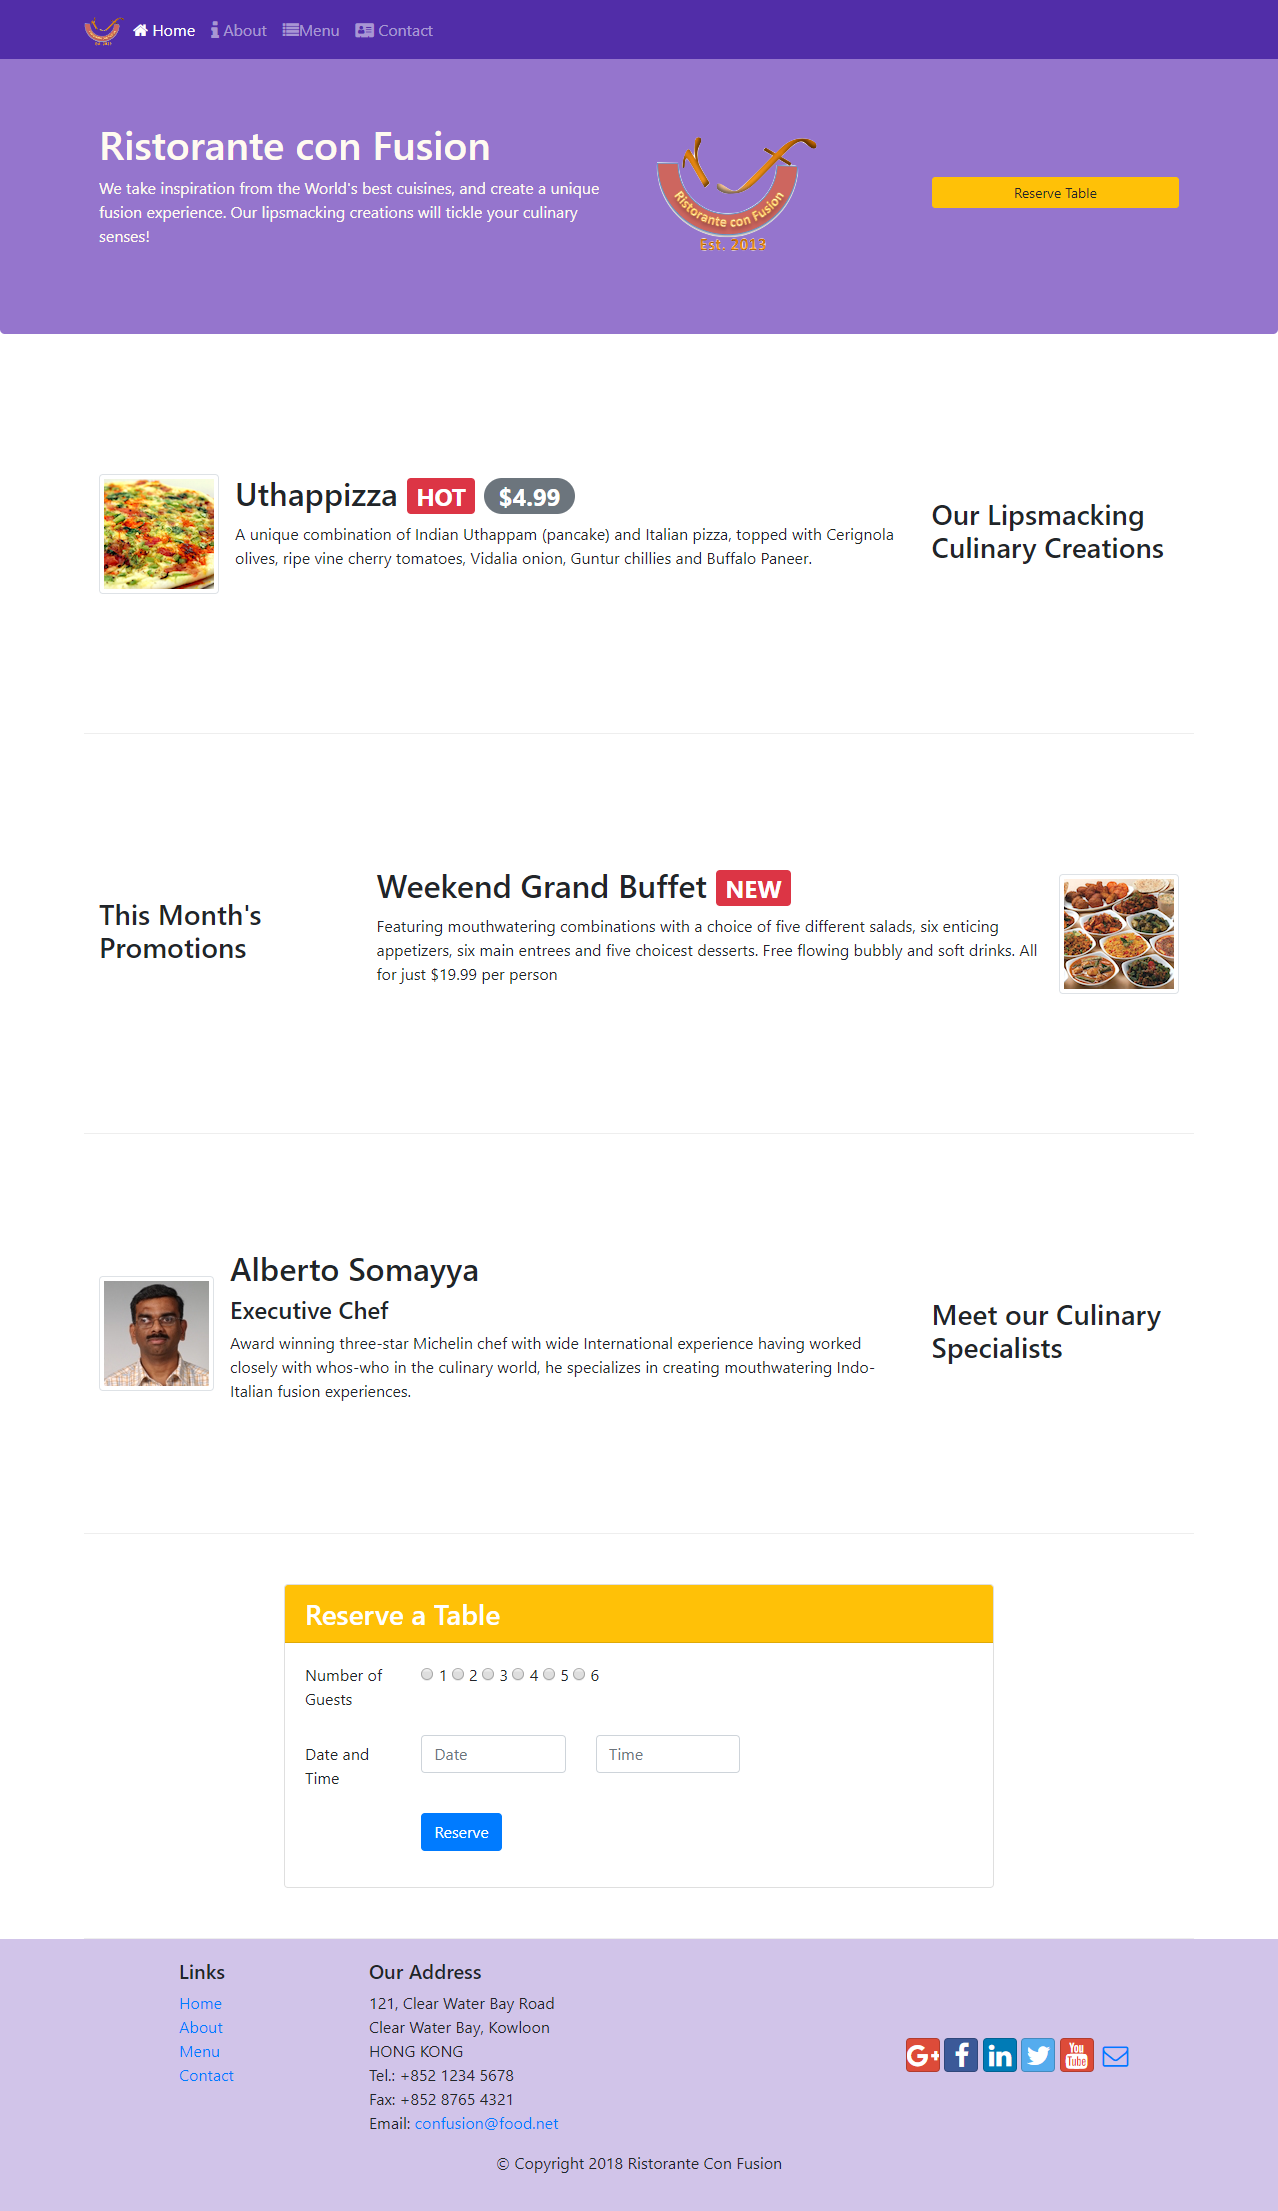 Home About Menu Contact
Ristorante con Fusion
We take inspiration from the World's best cuisines, and create a unique
fusion experience. Our lipsmacking creations will tickle your culinary
senses!
Ristorante con Fusion
Est. 2013
Reserve Table
Uthappizza HOT $4.99
A unique combination of Indian Uthappam (pancake) and Italian pizza, topped with Cerignola
olives, ripe vine cherry tomatoes, Vidalia onion, Guntur chillies and Buffalo Paneer.
Our Lipsmacking
Culinary Creations
This Month's
Promotions
Weekend Grand Buffet NEW
Featuring mouthwatering combinations with a choice of five different salads, six enticing
appetizers, six main entrees and five choicest desserts. Free flowing bubbly and soft drinks. All
for just $19.99 per person
Alberto Somayya
Executive Chef
Award winning three-star Michelin chef with wide International experience having worked
closely with whos-who in the culinary world, he specializes in creating mouthwatering Indo-
Italian fusion experiences.
Meet our Culinary
Specialists
Reserve a Table
Number of
Guests
1 2 3 4 5 6
Date and
Time
Date Time
Reserve
Links
Home
About
Menu
Contact
Our Address
121, Clear Water Bay Road
Clear Water Bay, Kowloon
HONG KONG
Tel.: +852 1234 5678
Fax: +852 8765 4321
Email: confusion@food.net
G+ f in You Tube
© Copyright 2018 Ristorante Con Fusion